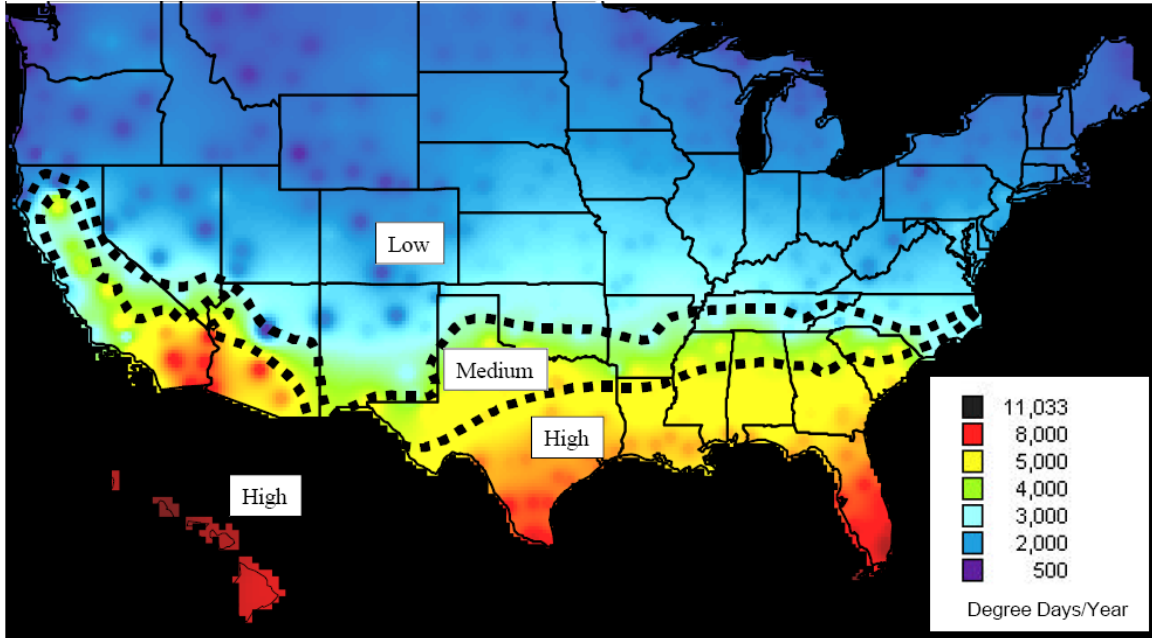 Low
Medium
High
High
11,033
8,000
5,000
4,000
3,000
2,000
500
Degree Days/Year